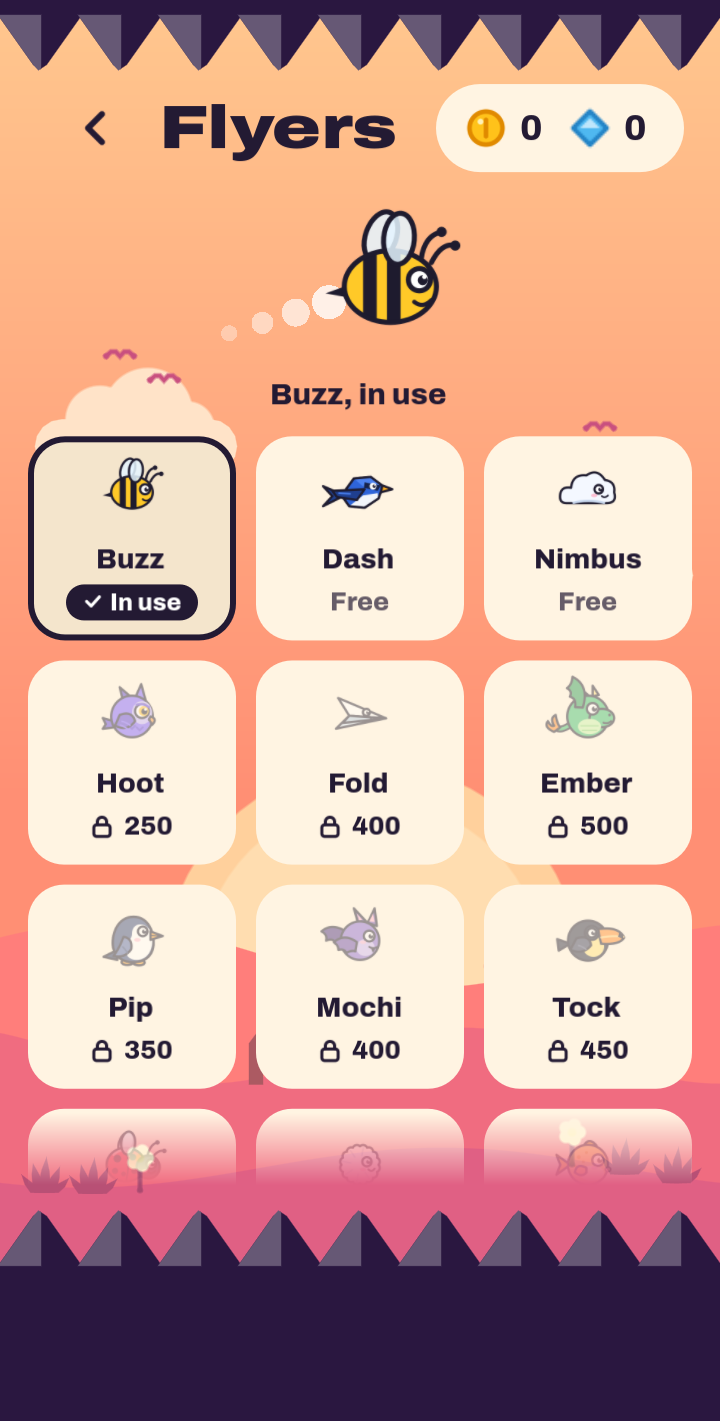 Flyers 0 0
Buzz, in use
Buzz Dash Nimbus
In use Free Free
Hoot Fold Ember
250 400 500
Pip Mochi Tock
350 400 450